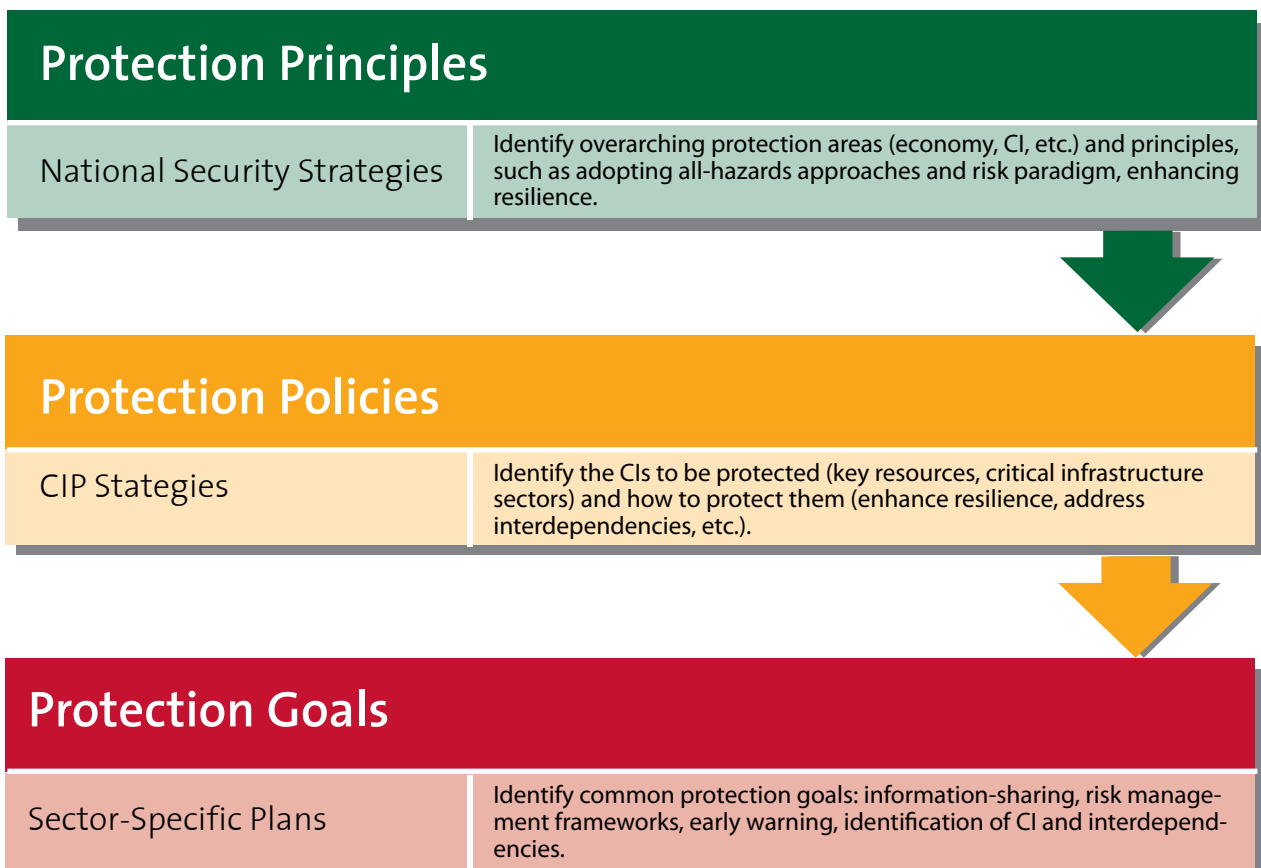 Protection Principles
National Security Strategies
Identify overarching protection areas (economy, CI, etc.) and principles,
such as adopting all-hazards approaches and risk paradigm, enhancing
resilience.
Protection Policies
CIP Stategies
Identify the CIs to be protected (key resources, critical infrastructure
sectors) and how to protect them (enhance resilience, address
interdependencies, etc.).
Protection Goals
Sector-Specific Plans
Identify common protection goals: information-sharing, risk manage-
ment frameworks, early warning, identification of CI and interdepend-
encies.